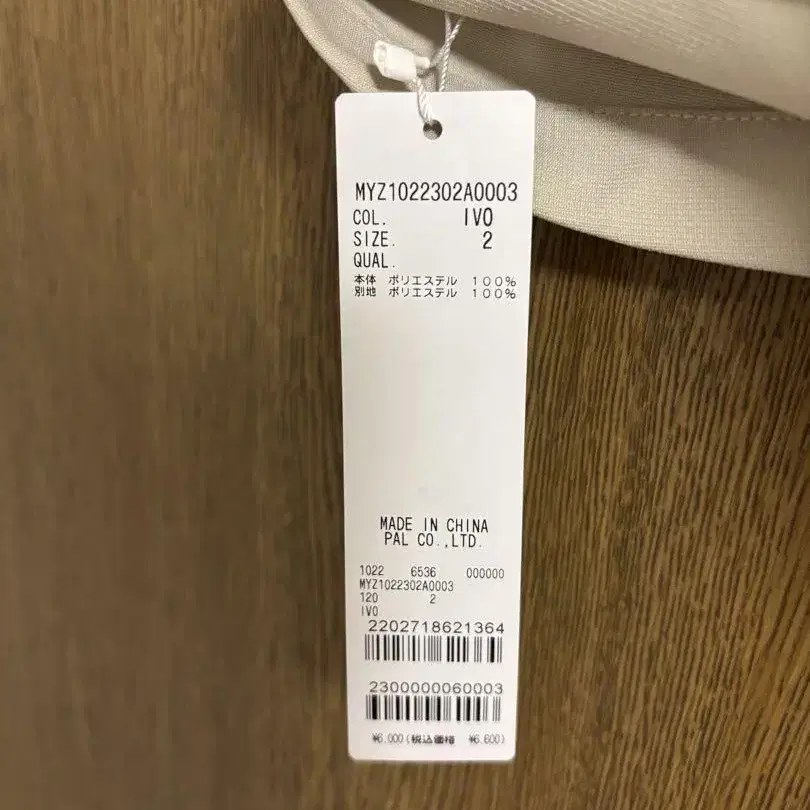 MYZ1022302A0003
COL. IVO
SIZE. 2
QUAL.
本体 ポリエステル 100%
別地 ポリエステル 100%
MADE IN CHINA
PAL CO.,LTD.
1022 6536 000000
MYZ1022302A0003
120 2
IVO
2202718621364
2300000060003
¥6,000(税込価格 ¥6,600)